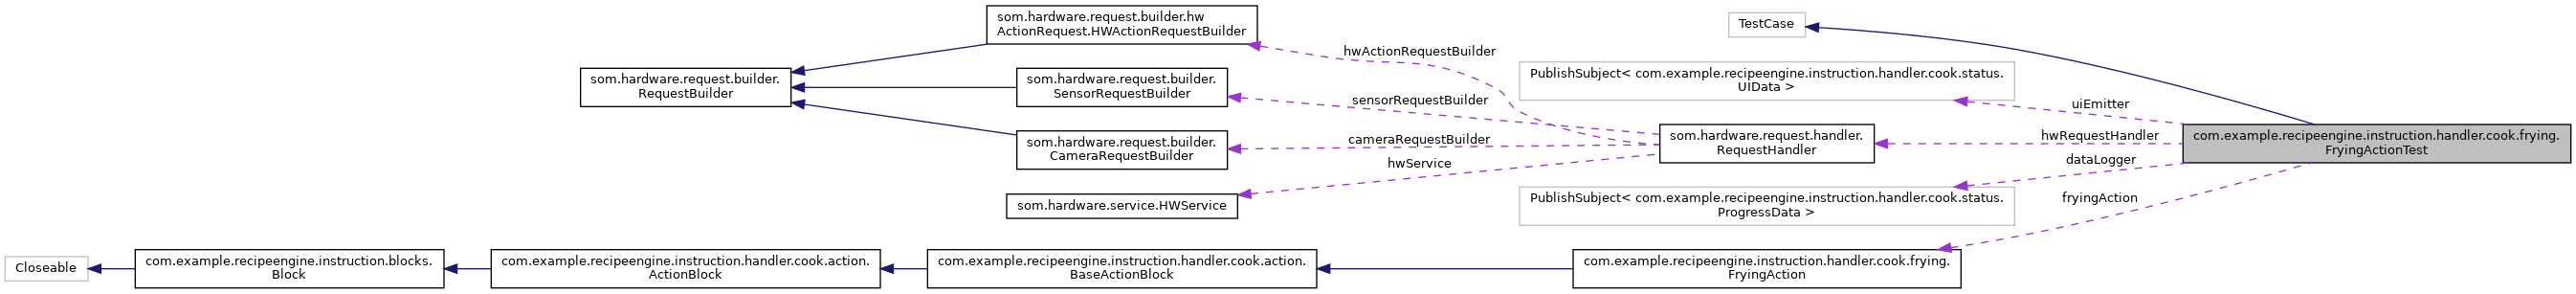 som.hardware.request.builder.hw
ActionRequest.HWActionRequestBuilder
TestCase
hwActionRequestBuilder
som.hardware.request.builder.
RequestBuilder
som.hardware.request.builder.
SensorRequestBuilder
sensorRequestBuilder
PublishSubject< com.example.recipeengine.instruction.handler.cook.status.
UIData >
uiEmitter
som.hardware.request.builder.
CameraRequestBuilder
cameraRequestBuilder
som.hardware.request.handler.
RequestHandler
hwRequestHandler
com.example.recipeengine.instruction.handler.cook.frying.
FryingActionTest
hwService
dataLogger
som.hardware.service.HWService
PublishSubject< com.example.recipeengine.instruction.handler.cook.status.
ProgressData >
fryingAction
Closeable
com.example.recipeengine.instruction.blocks.
Block
com.example.recipeengine.instruction.handler.cook.action.
ActionBlock
com.example.recipeengine.instruction.handler.cook.action.
BaseActionBlock
com.example.recipeengine.instruction.handler.cook.frying.
FryingAction